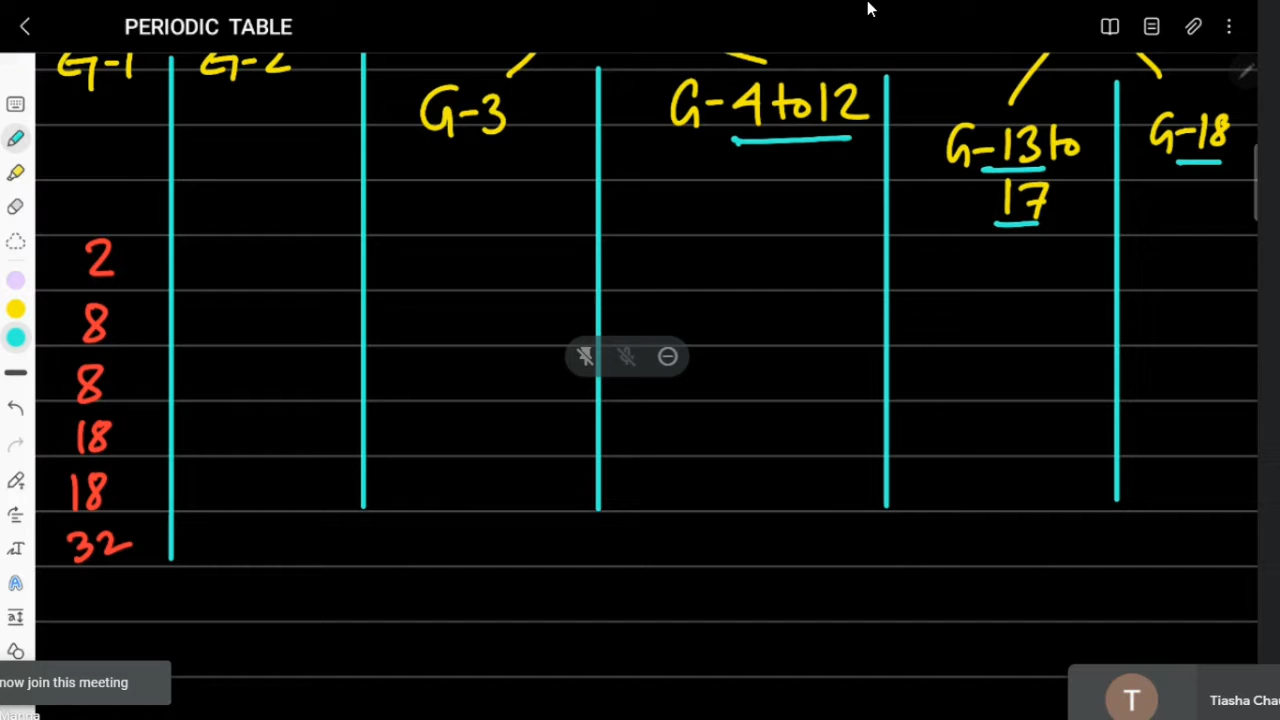 PERIODIC TABLE
G-1 G-2
G-3 G-4 to 12 G-13 to 17 G-18
2
8
8
18
18
32
now join this meeting
T
Tiasha Cha